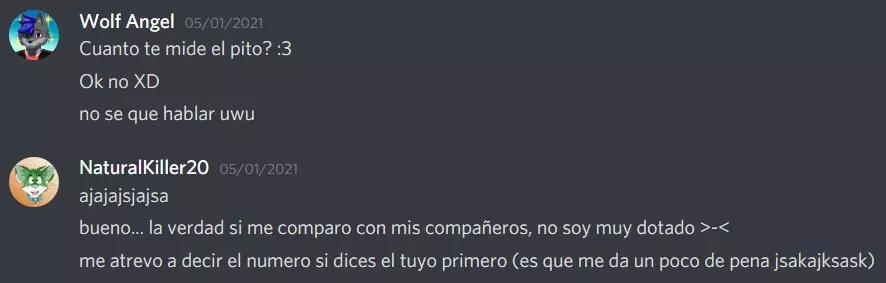 Wolf Angel 05/01/2021
Cuanto te mide el pito? :3
Ok no XD
no se que hablar uwu
NaturalKiller20 05/01/2021
ajajajsjajsa
bueno... la verdad si me comparo con mis compañeros, no soy muy dotado >-<
me atrevo a decir el numero si dices el tuyo primero (es que me da un poco de pena jsakajksask)